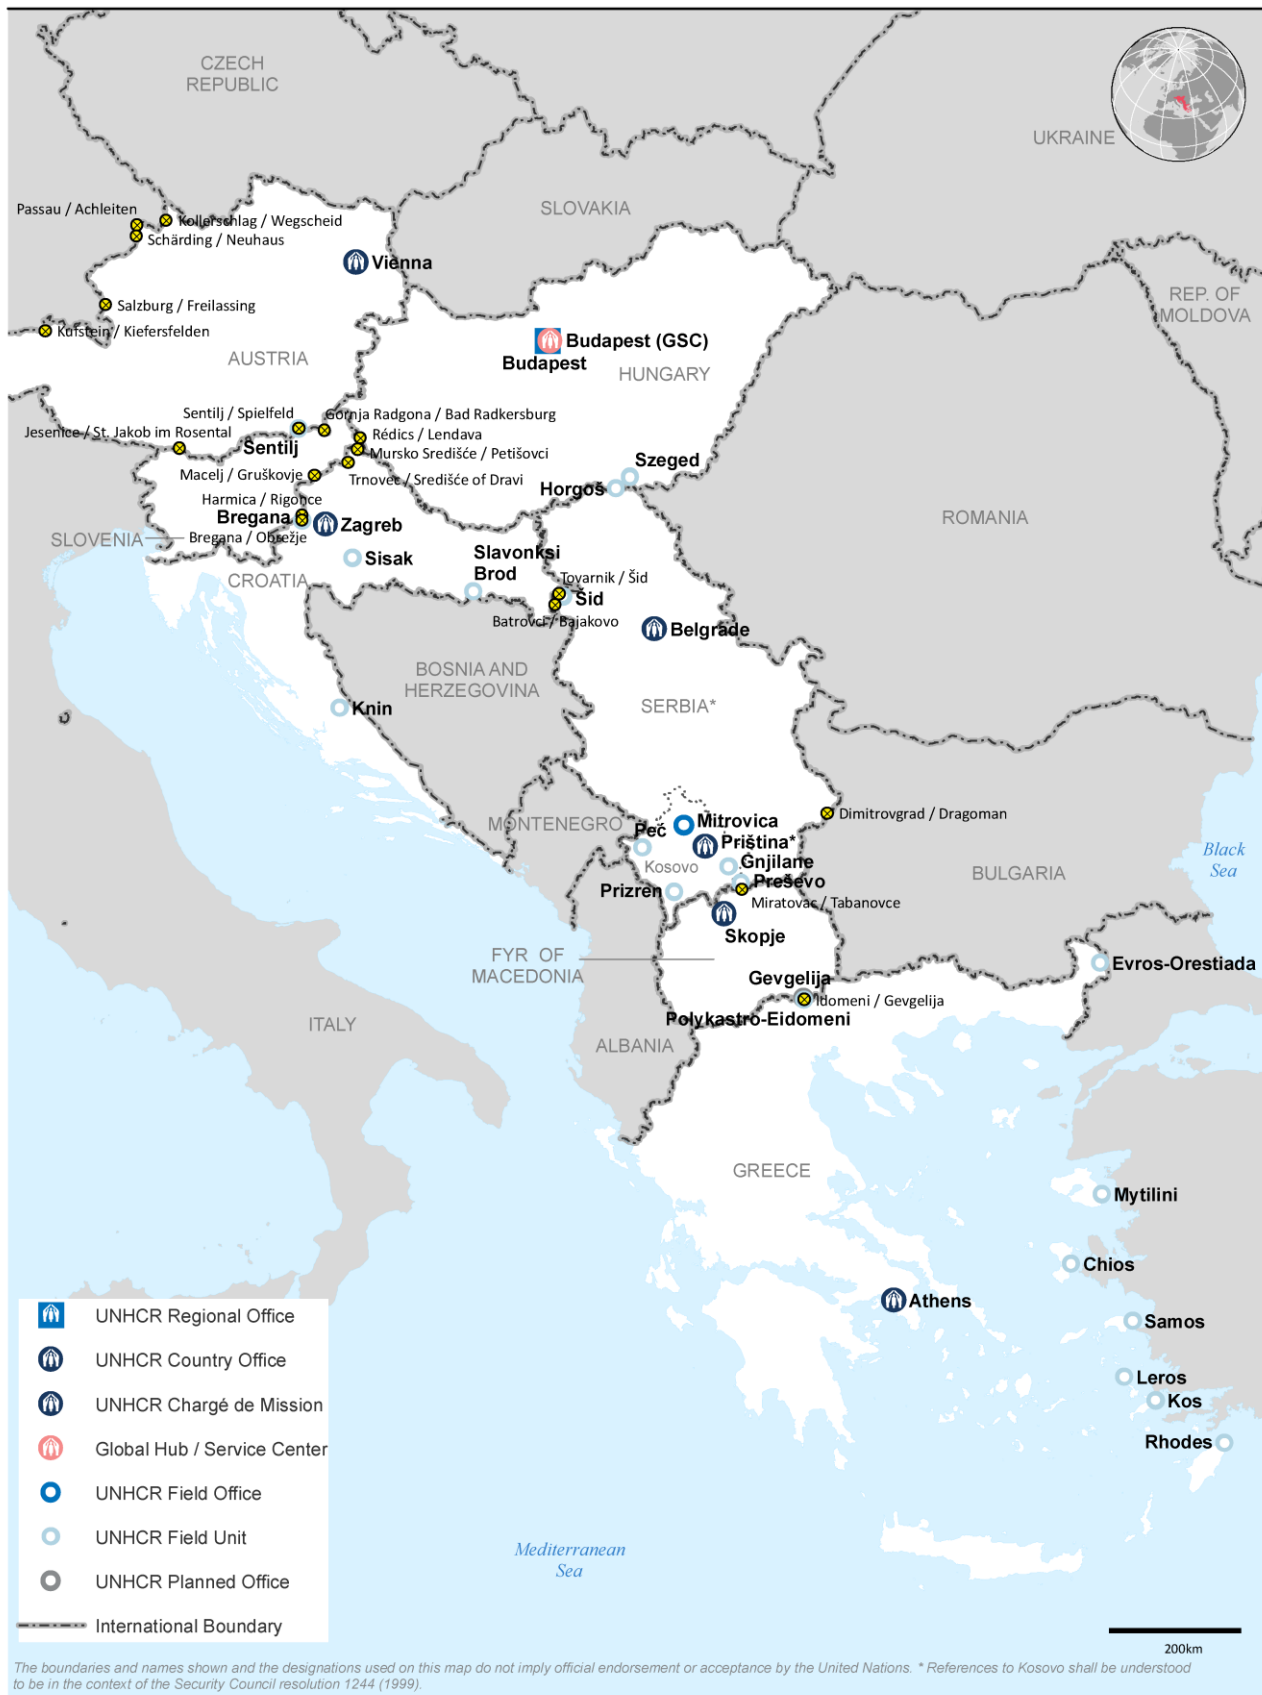 CZECH
REPUBLIC
UKRAINE
Passau / Achleiten
Kollerschlag / Wegscheid
SLOVAKIA
Schärding / Neuhaus
Vienna
REP. OF
MOLDOVA
Salzburg / Freilassing
Kufstein / Kiefersfelden
Budapest (GSC)
Budapest
AUSTRIA
HUNGARY
Sentilj / Spielfeld
Gornja Radgona / Bad Radkersburg
Jesenice / St. Jakob im Rosental
Rédics / Lendava
Sentilj
Mursko Središće / Petišovci
Szeged
Macelj / Gruškovje
Trnovec / Središće of Dravi
Horgoš
Harmica / Rigonce
Bregana
Zagreb
ROMANIA
SLOVENIA
Bregana / Obrežje
Sisak
Slavonksi
Brod
CROATIA
Tovarnik / Šid
Šid
Batrovci / Bajakovo
Belgrade
BOSNIA AND
HERZEGOVINA
SERBIA*
Knin
Dimitrovgrad / Dragoman
MONTENEGRO
Mitrovica
Peč
Priština*
Black
Sea
Gnjilane
Kosovo
BULGARIA
Preševo
Prizren
Miratovac / Tabanovce
Skopje
FYR OF
MACEDONIA
Evros-Orestiada
Gevgelija
Idomeni / Gevgelija
Polykastro-Eidomeni
ITALY
ALBANIA
GREECE
Mytilini
Chios
Athens
Samos
Leros
Kos
Rhodes
UNHCR Regional Office
UNHCR Country Office
UNHCR Chargé de Mission
Global Hub / Service Center
UNHCR Field Office
UNHCR Field Unit
UNHCR Planned Office
International Boundary
Mediterranean
Sea
200km
The boundaries and names shown and the designations used on this map do not imply official endorsement or acceptance by the United Nations. * References to Kosovo shall be understood
to be in the context of the Security Council resolution 1244 (1999).